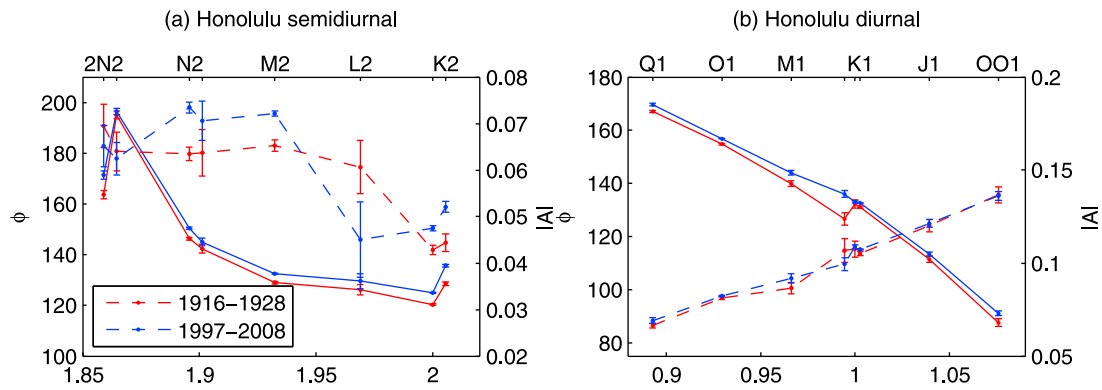 (a) Honolulu semidiurnal
2N2 N2 M2 L2 K2
200
180
160
140
120
100
ϕ
0.08
0.07
0.06
0.05
0.04
0.03
0.02
|A|
1916−1928
1997−2008
1.85 1.9 1.95 2
(b) Honolulu diurnal
Q1 O1 M1 K1 J1 OO1
180
160
140
120
100
80
ϕ
0.2
0.15
0.1
0.05
|A|
0.9 0.95 1 1.05